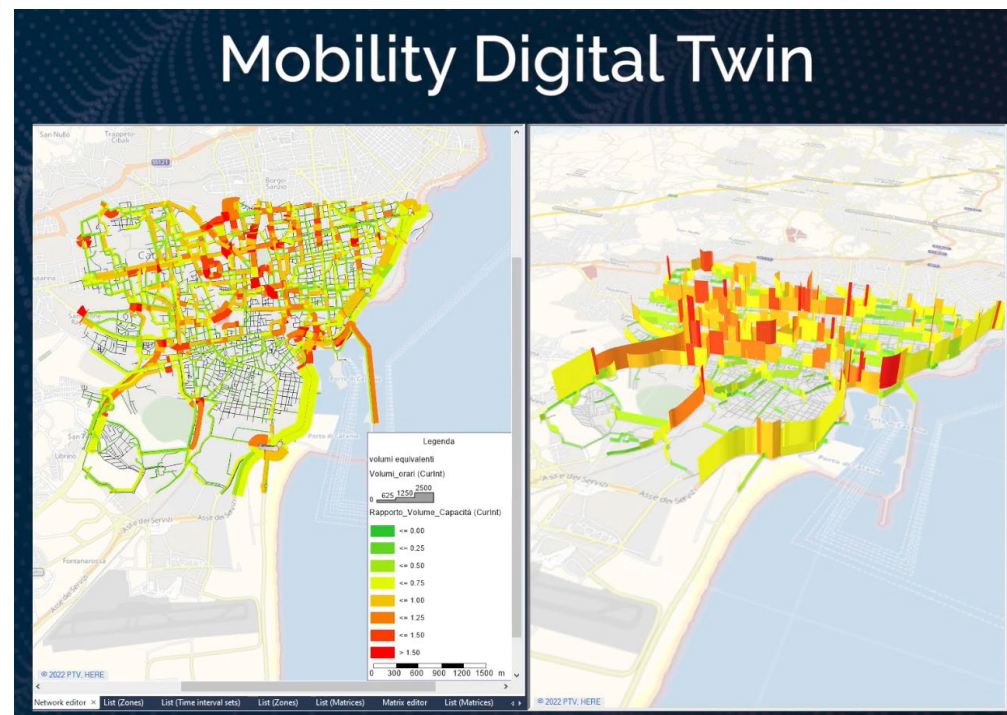 Mobility Digital Twin
San Nullo
Trappeto-
Cibali
SS121
Borgo-
Sanzio
Librino
Porto di Catania
Asse dei Servizi
Asse dei Servizi
Fontanarossa
Legenda
volumi equivalenti
Volumi_orari (CurInt)
0 625 1250 2500
Rapporto_Volume_Capacità (CurInt)
<= 0.00
<= 0.25
<= 0.50
<= 0.75
<= 1.00
<= 1.25
<= 1.50
> 1.50
0 300 600 900 1200 1500 m
© 2022 PTV, HERE
Network editor × List (Zones) List (Time interval sets) List (Zones) List (Matrices) Matrix editor List (Matrices)
Porto di Catania
Asse dei Servizi
© 2022 PTV, HERE